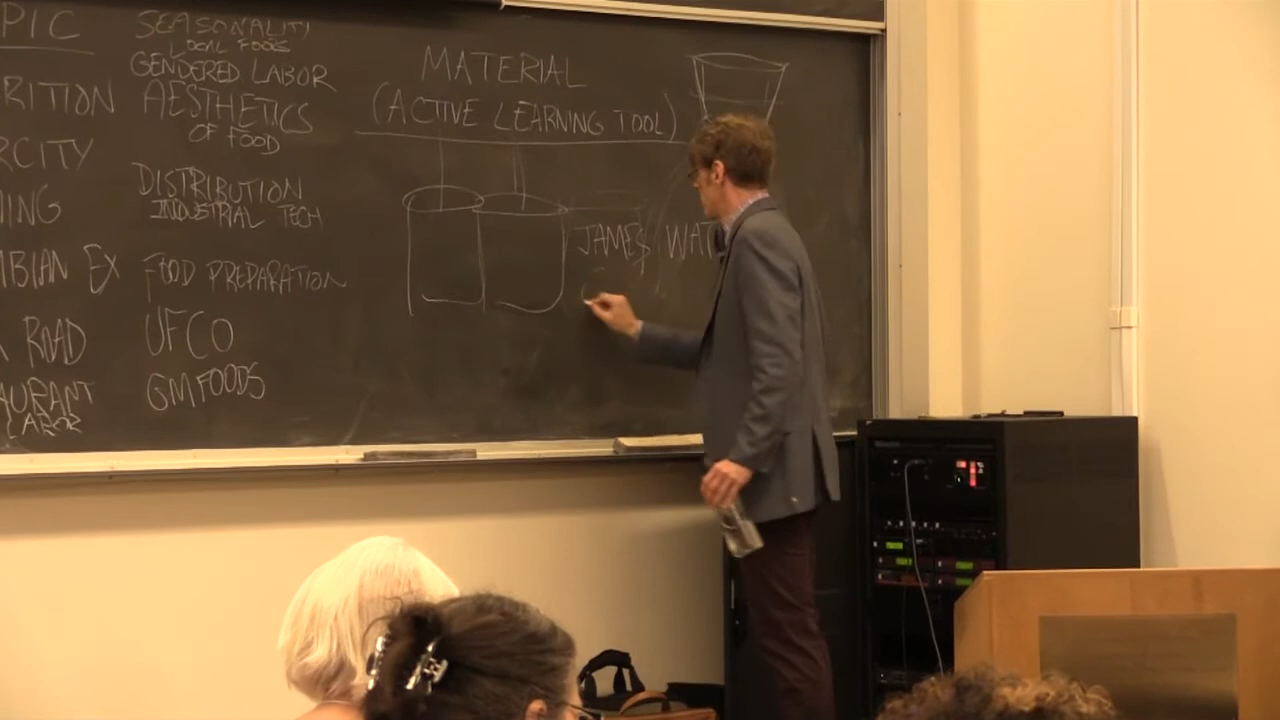 PIC
RITION
RCITY
ING
MBIAN EX
ROAD
AURANT
LABOR
SEASONALITY
LOCAL FOODS
GENDERED LABOR
AESTHETICS
OF FOOD
DISTRIBUTION
INDUSTRIAL TECH
FOOD PREPARATION
UFCO
GM FOODS
MATERIAL
(ACTIVE LEARNING TOOL)
JAMES WAT